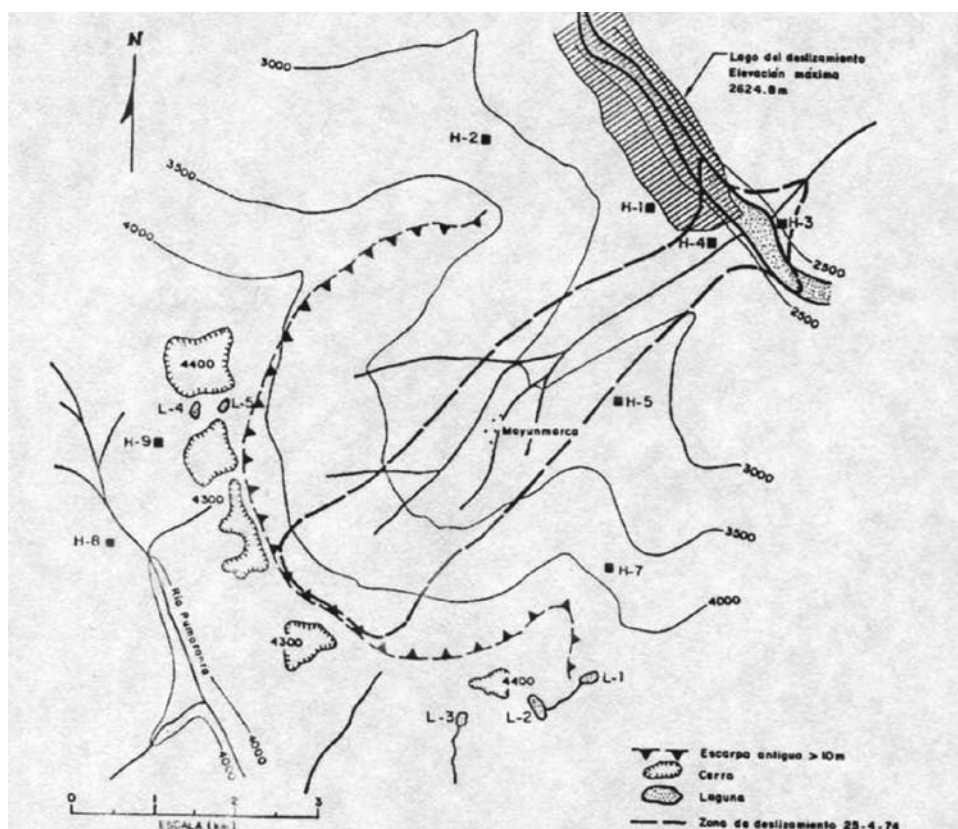 N
3000
Lago del deslizamiento
Elevación máxima
2624.8m
H-2
3500
H-1
H-3
4000
H-4
2500
2500
4400
L-4
L-5
H-5
Mayunmarca
H-9
3000
4300
3500
H-8
H-7
4000
Río Pumaranra
4300
4400
L-1
L-2
L-3
4000
4000
Escarpa antigua > 10m
Cerro
Laguna
Zona de deslizamiento 25-4-74
0 1 2 3
ESCALA (km)